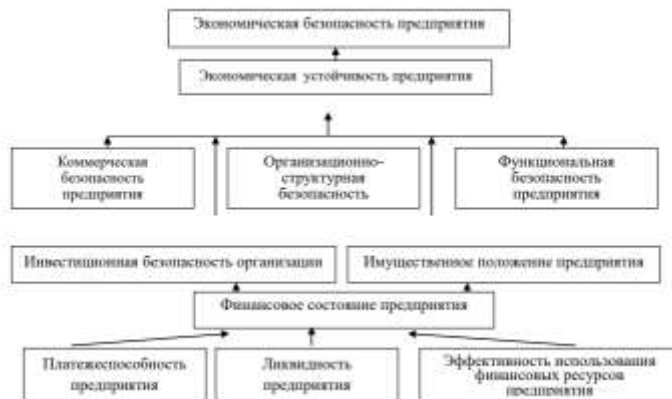 Экономическая безопасность предприятия
Экономическая устойчивость предприятия
Коммерческая
безопасность
предприятия
Организационно-
структурная
безопасность
Функциональная
безопасность
предприятия
Инвестиционная безопасность организации
Имущественное положение предприятия
Финансовое состояние предприятия
Платежеспособность
предприятия
Ликвидность
предприятия
Эффективность использования
финансовых ресурсов
предприятия